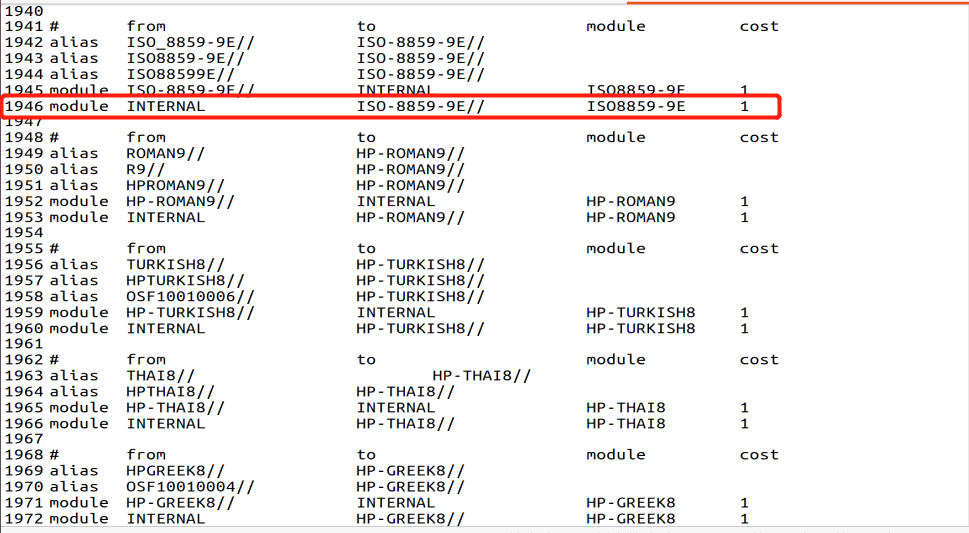 1940
1941 # from to module cost
1942 alias ISO_8859-9E// ISO-8859-9E//
1943 alias ISO8859-9E// ISO-8859-9E//
1944 alias ISO88599E// ISO-8859-9E//
1945 module ISO-8859-9E// INTERNAL ISO8859-9E 1
1946 module INTERNAL ISO-8859-9E// ISO8859-9E 1
1947
1948 # from to module cost
1949 alias ROMAN9// HP-ROMAN9//
1950 alias R9// HP-ROMAN9//
1951 alias HPROMAN9// HP-ROMAN9//
1952 module HP-ROMAN9// INTERNAL HP-ROMAN9 1
1953 module INTERNAL HP-ROMAN9// HP-ROMAN9 1
1954
1955 # from to module cost
1956 alias TURKISH8// HP-TURKISH8//
1957 alias HPTURKISH8// HP-TURKISH8//
1958 alias OSF10010006// HP-TURKISH8//
1959 module HP-TURKISH8// INTERNAL HP-TURKISH8 1
1960 module INTERNAL HP-TURKISH8// HP-TURKISH8 1
1961
1962 # from to module cost
1963 alias THAI8// HP-THAI8//
1964 alias HPTHAI8// HP-THAI8//
1965 module HP-THAI8// INTERNAL HP-THAI8 1
1966 module INTERNAL HP-THAI8// HP-THAI8 1
1967
1968 # from to module cost
1969 alias HPGREEK8// HP-GREEK8//
1970 alias OSF10010004// HP-GREEK8//
1971 module HP-GREEK8// INTERNAL HP-GREEK8 1
1972 module INTERNAL HP-GREEK8// HP-GREEK8 1